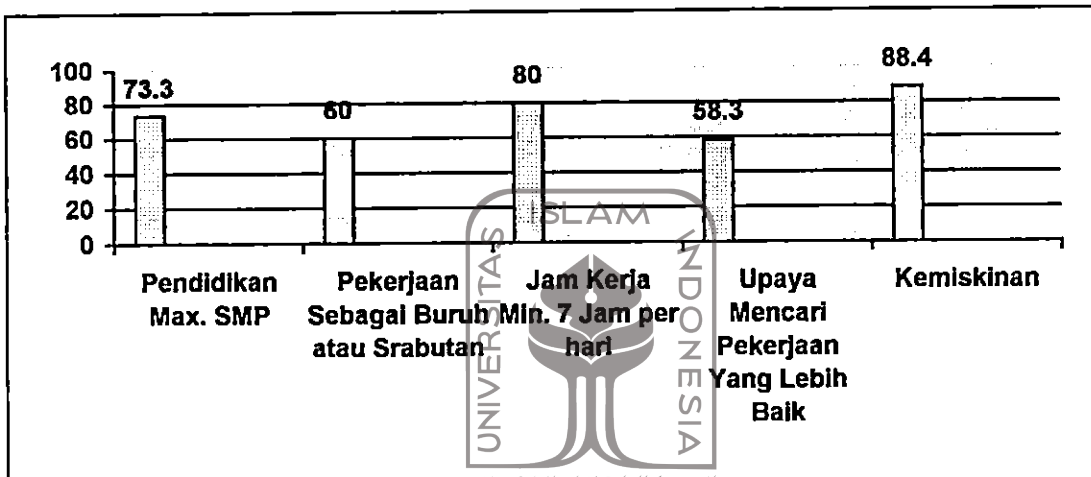 100
80
60
40
20
0
73.3
60
80
58.3
88.4
Pendidikan
Max. SMP
Pekerjaan
Sebagai Buruh
atau Srabutan
Jam Kerja
Min. 7 Jam per
hari
Upaya
Mencari
Pekerjaan
Yang Lebih
Baik
Kemiskinan
UNIVERSITAS
ISLAM
INDONESIA